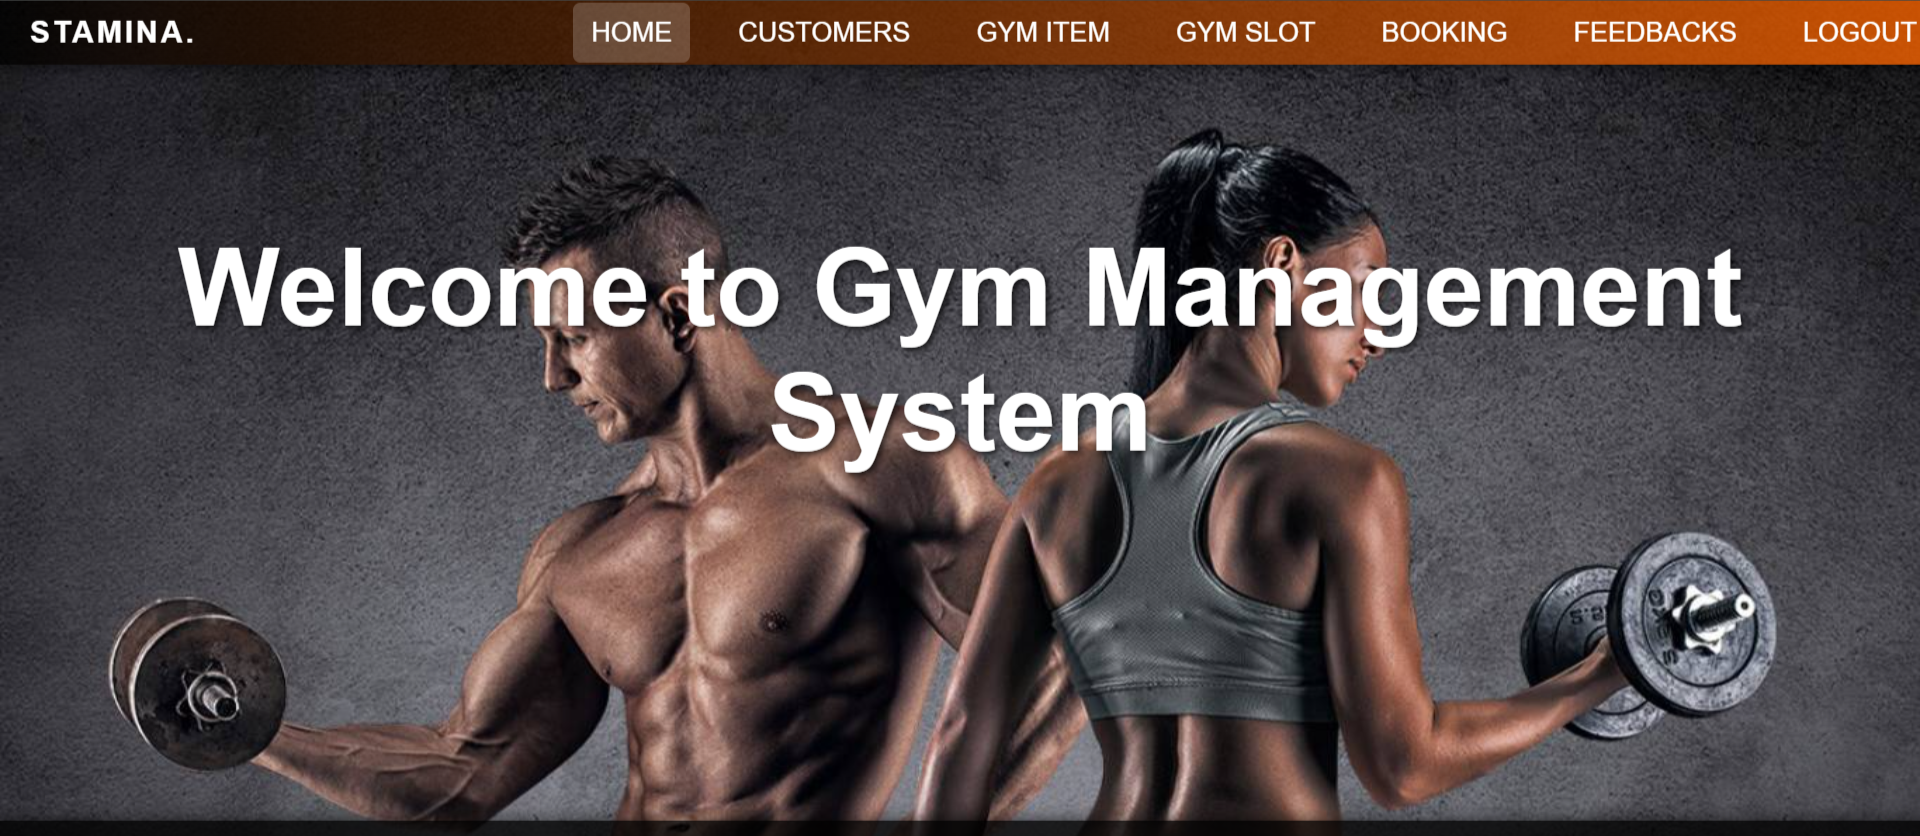 STAMINA. HOME CUSTOMERS GYM ITEM GYM SLOT BOOKING FEEDBACKS LOGOUT
Welcome to Gym Management
System